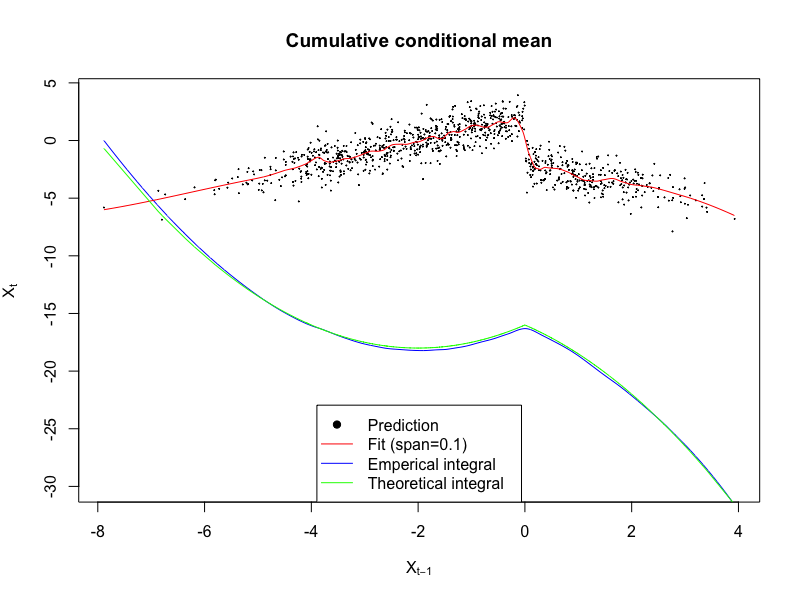 Cumulative conditional mean
5
0
-5
-10
-15
-20
-25
-30
Xt
Prediction
Fit (span=0.1)
Emperical integral
Theoretical integral
-8 -6 -4 -2 0 2 4
Xt−1